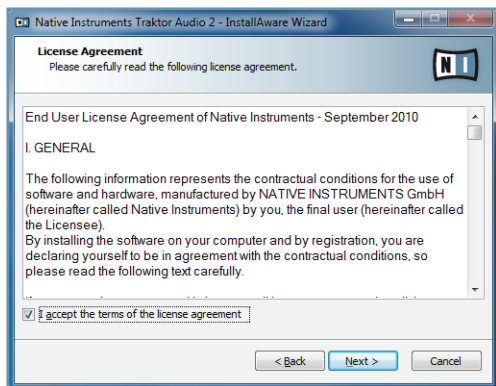 Native Instruments Traktor Audio 2 - InstallAware Wizard
License Agreement
Please carefully read the following license agreement.
N I
End User License Agreement of Native Instruments - September 2010
I. GENERAL
The following information represents the contractual conditions for the use of
software and hardware, manufactured by NATIVE INSTRUMENTS GmbH
(hereinafter called Native Instruments) by you, the final user (hereinafter called
the Licensee).
By installing the software on your computer and by registration, you are
declaring yourself to be in agreement with the contractual conditions, so
please read the following text carefully.
I accept the terms of the license agreement
< Back
Next >
Cancel